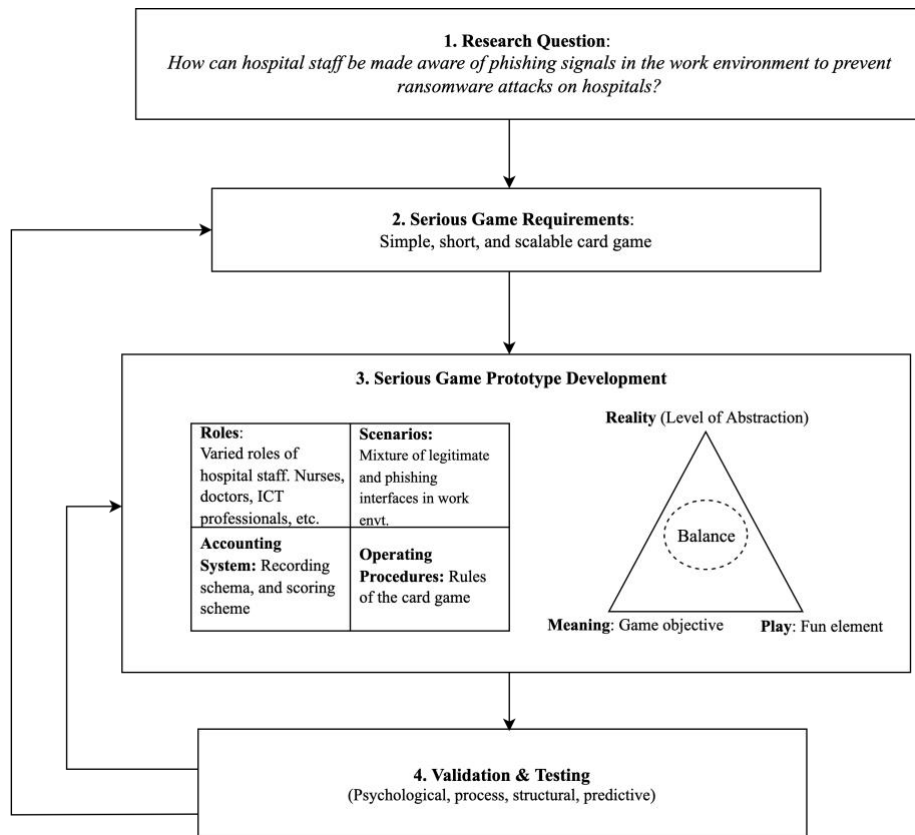 1. Research Question:
How can hospital staff be made aware of phishing signals in the work environment to prevent
ransomware attacks on hospitals?
2. Serious Game Requirements:
Simple, short, and scalable card game
3. Serious Game Prototype Development
Roles:
Varied roles of
hospital staff. Nurses,
doctors, ICT
professionals, etc.
Scenarios:
Mixture of legitimate
and phishing
interfaces in work
envt.
Accounting
System: Recording
schema, and scoring
scheme
Operating
Procedures: Rules
of the card game
Reality (Level of Abstraction)
Balance
Meaning: Game objective
Play: Fun element
4. Validation & Testing
(Psychological, process, structural, predictive)